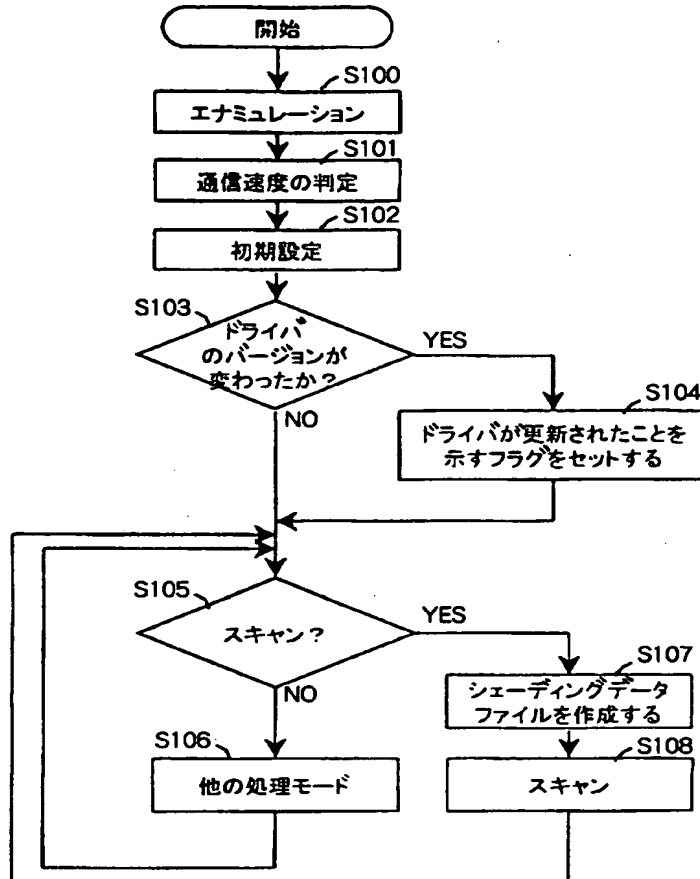 開始
S100
エナミュレーション
S101
通信速度の判定
S102
初期設定
S103
ドライバ
のバージョンが
変わったか？
YES
NO
S104
ドライバが更新されたことを
示すフラグをセットする
S105
スキャン？
YES
NO
S107
シェーディングデータ
ファイルを作成する
S106
他の処理モード
S108
スキャン